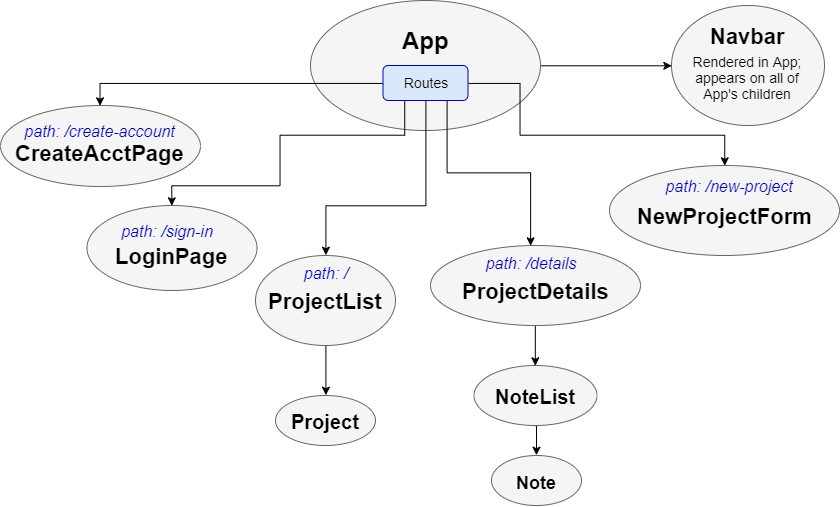 App
Routes
Navbar
Rendered in App;
appears on all of
App's children
path: /create-account
CreateAcctPage
path: /sign-in
LoginPage
path: /
ProjectList
path: /details
ProjectDetails
path: /new-project
NewProjectForm
Project
NoteList
Note